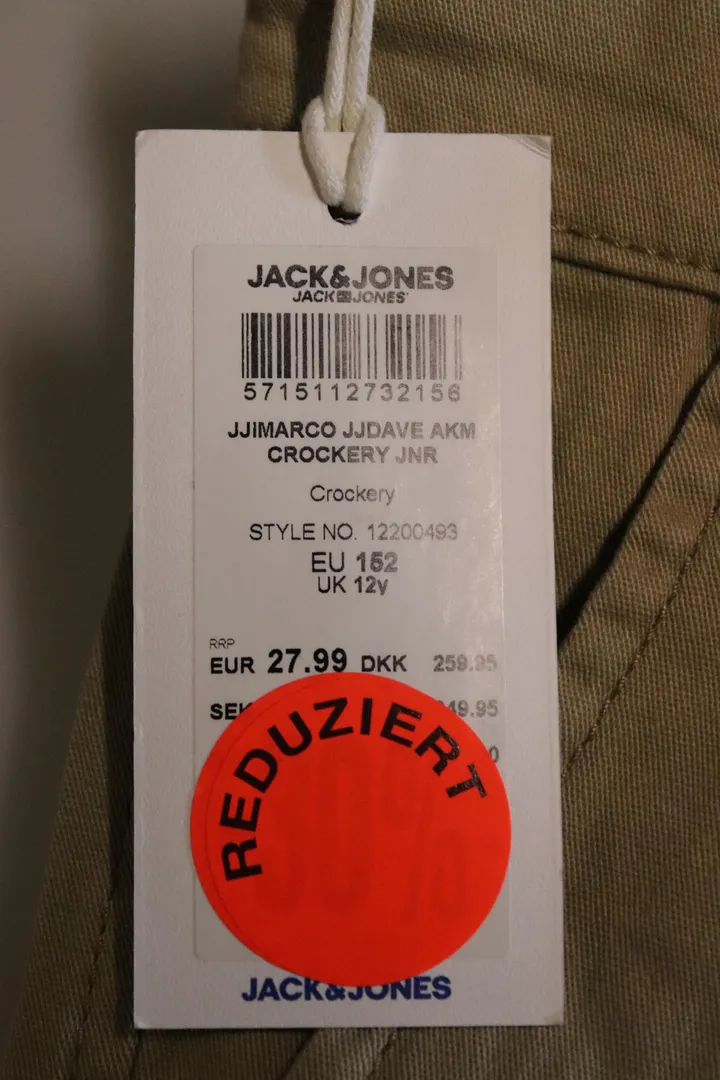 JACK&JONES
JACK&JONES
5715112732156
JJIMARCO JJDAVE AKM
CROCKERY JNR
Crockery
STYLE NO. 12200493
EU 152
UK 12y
RRP
EUR 27.99 DKK 259.95
SEK
REDUZIERT
JACK&JONES